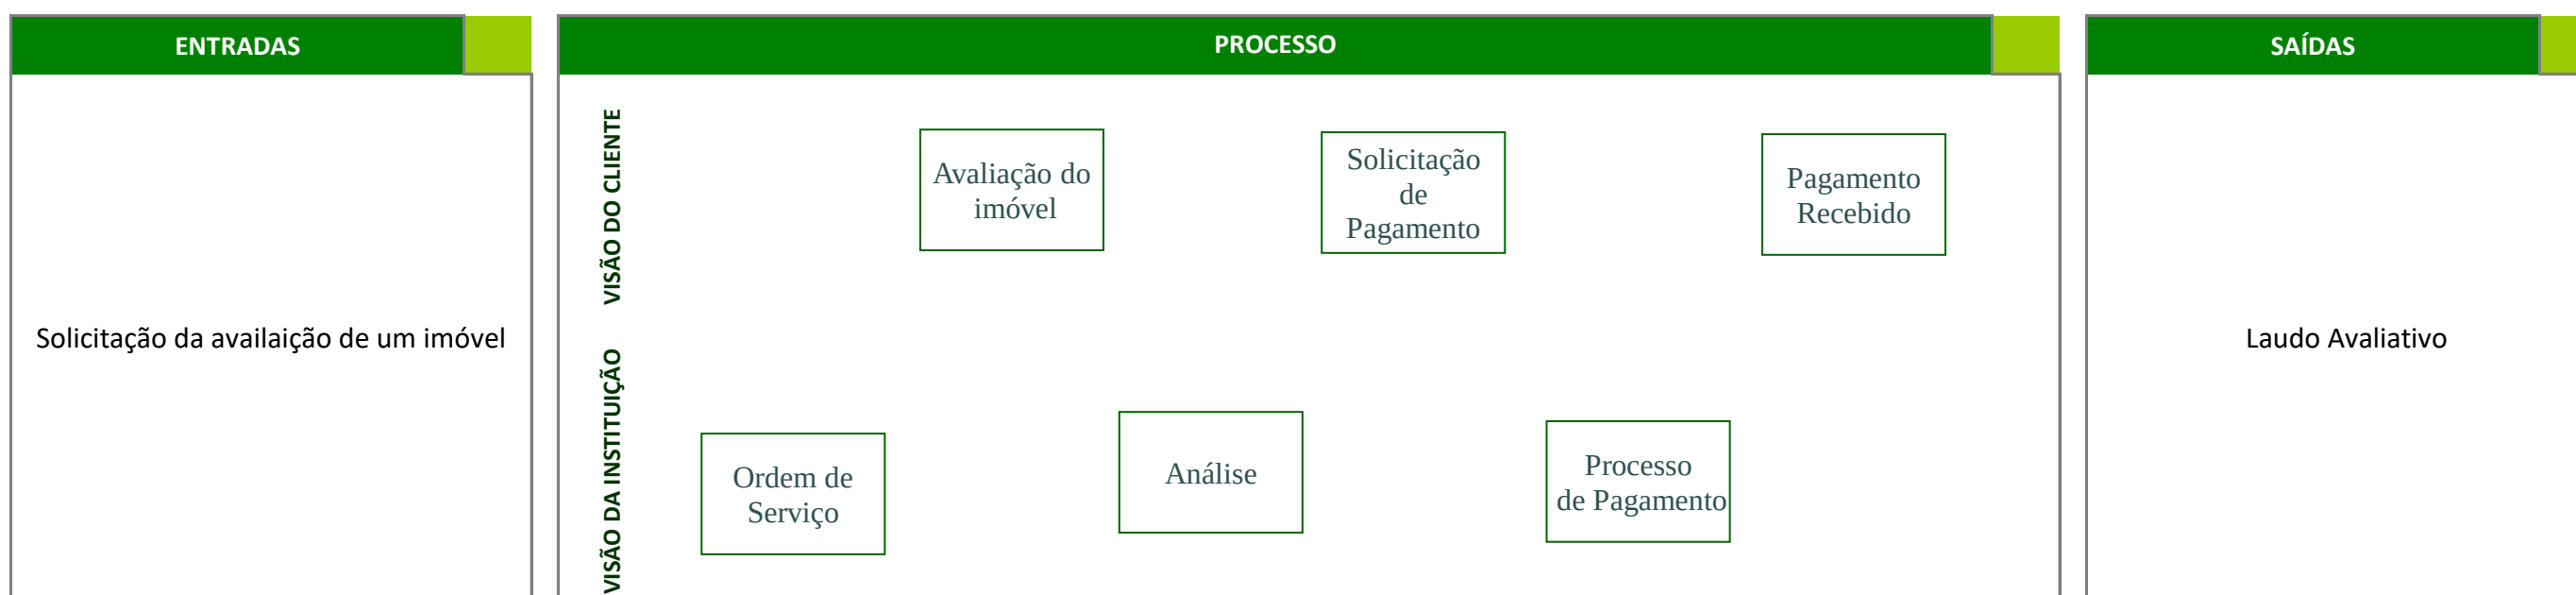 ENTRADAS
PROCESSO
SAÍDAS
Solicitação da availaição de um imóvel
VISÃO DO CLIENTE
Avaliação do
imóvel
Solicitação
de
Pagamento
Pagamento
Recebido
VISÃO DA INSTITUIÇÃO
Ordem de
Serviço
Análise
Processo
de Pagamento
Laudo Avaliativo